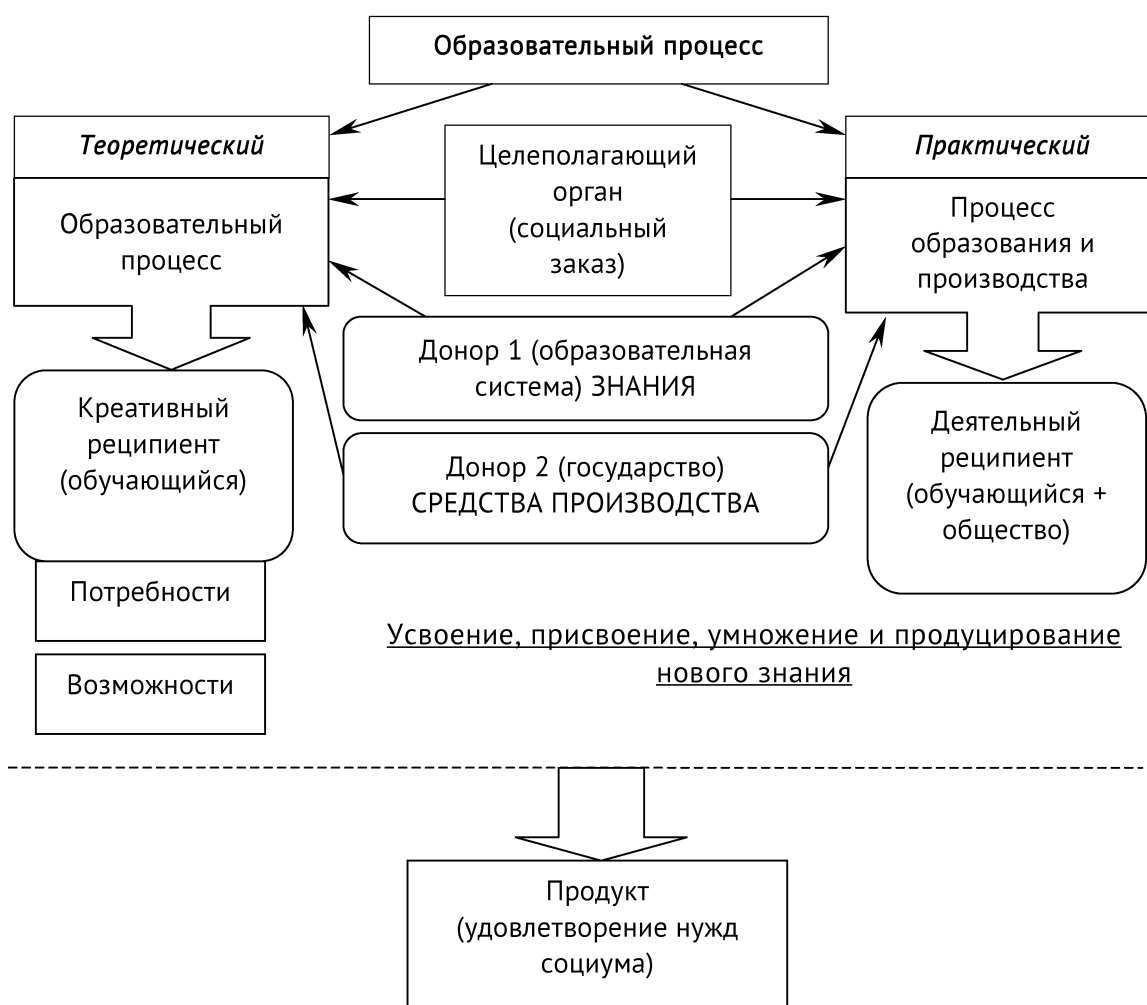 Образовательный процесс
Теоретический
Образовательный
процесс
Целеполагающий
орган
(социальный
заказ)
Практический
Процесс
образования и
производства
Донор 1 (образовательная
система) ЗНАНИЯ
Донор 2 (государство)
СРЕДСТВА ПРОИЗВОДСТВА
Креативный
реципиент
(обучающийся)
Деятельный
реципиент
(обучающийся +
общество)
Потребности
Возможности
Усвоение, присвоение, умножение и продуцирование
нового знания
Продукт
(удовлетворение нужд
социума)